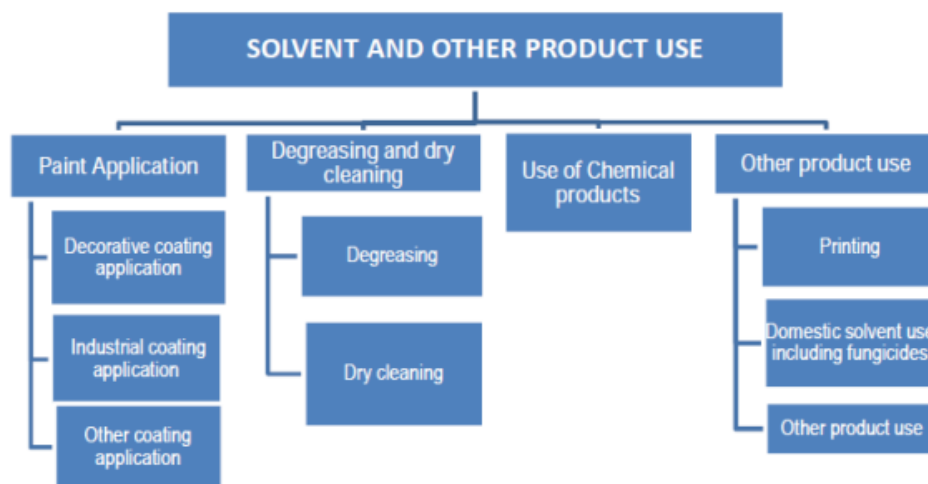 SOLVENT AND OTHER PRODUCT USE
Paint Application
Decorative coating
application
Industrial coating
application
Other coating
application
Degreasing and dry
cleaning
Degreasing
Dry cleaning
Use of Chemical
products
Other product use
Printing
Domestic solvent use
including fungicides
Other product use